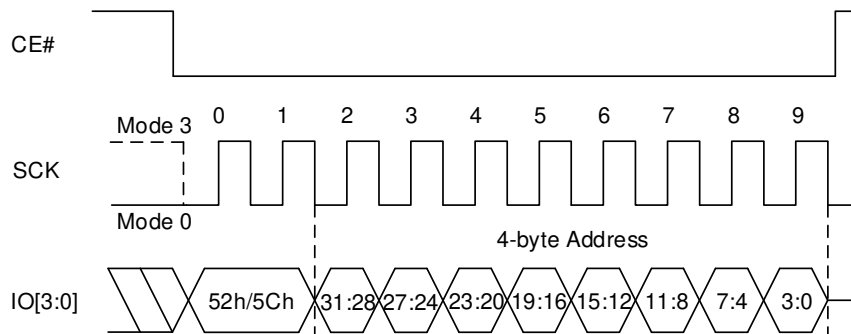 CE#
0 1 2 3 4 5 6 7 8 9
Mode 3
SCK
Mode 0
4-byte Address
IO[3:0] 52h/5Ch 31:28 27:24 23:20 19:16 15:12 11:8 7:4 3:0